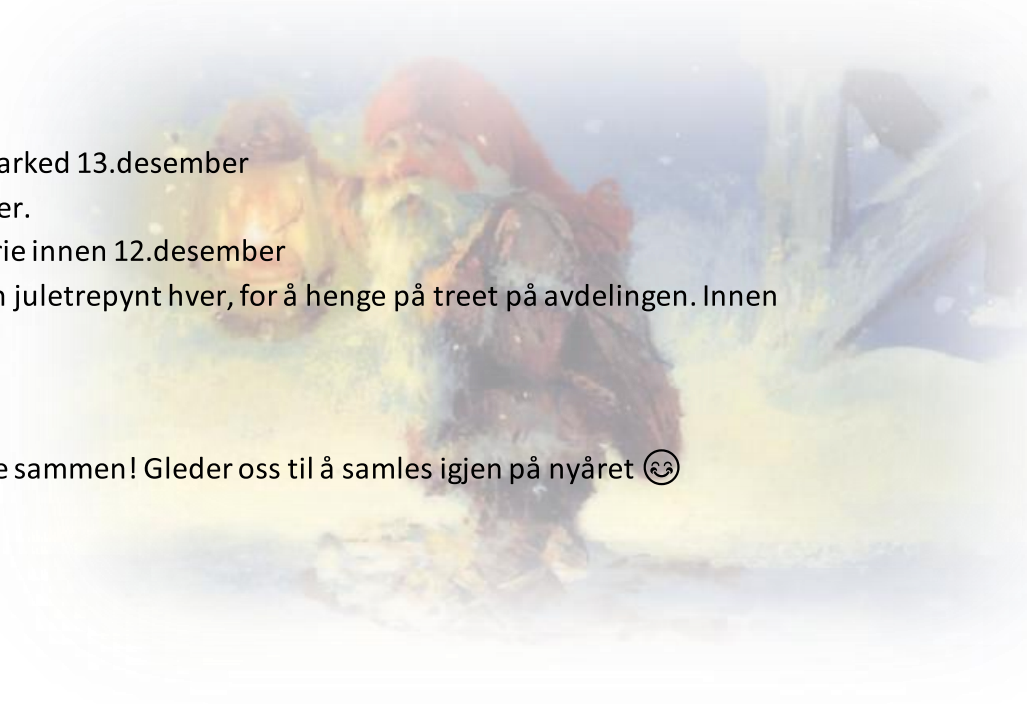 arked 13.desember
er.
rie innen 12.desember
n juletrepynt hver, for å henge på treet på avdelingen. Innen
e sammen! Gleder oss til å samles igjen på nyåret 😊